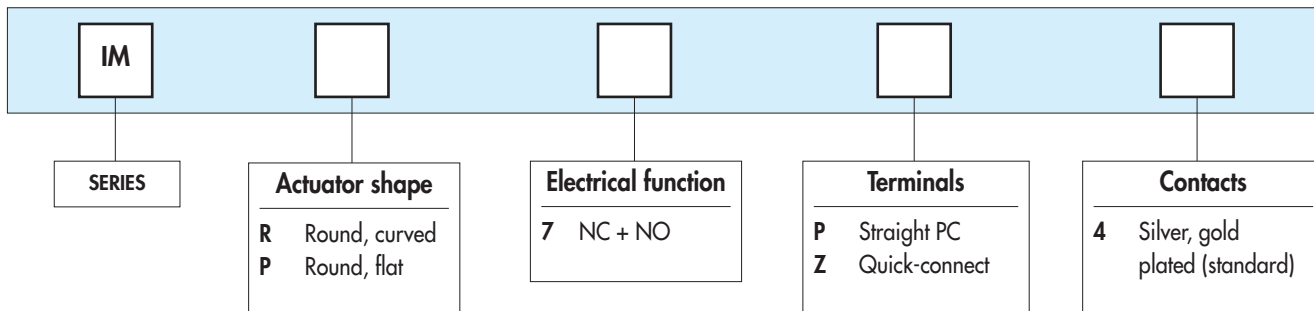 IM
SERIES
Actuator shape
R Round, curved
P Round, flat
Electrical function
7 NC + NO
Terminals
P Straight PC
Z Quick-connect
Contacts
4 Silver, gold
plated (standard)